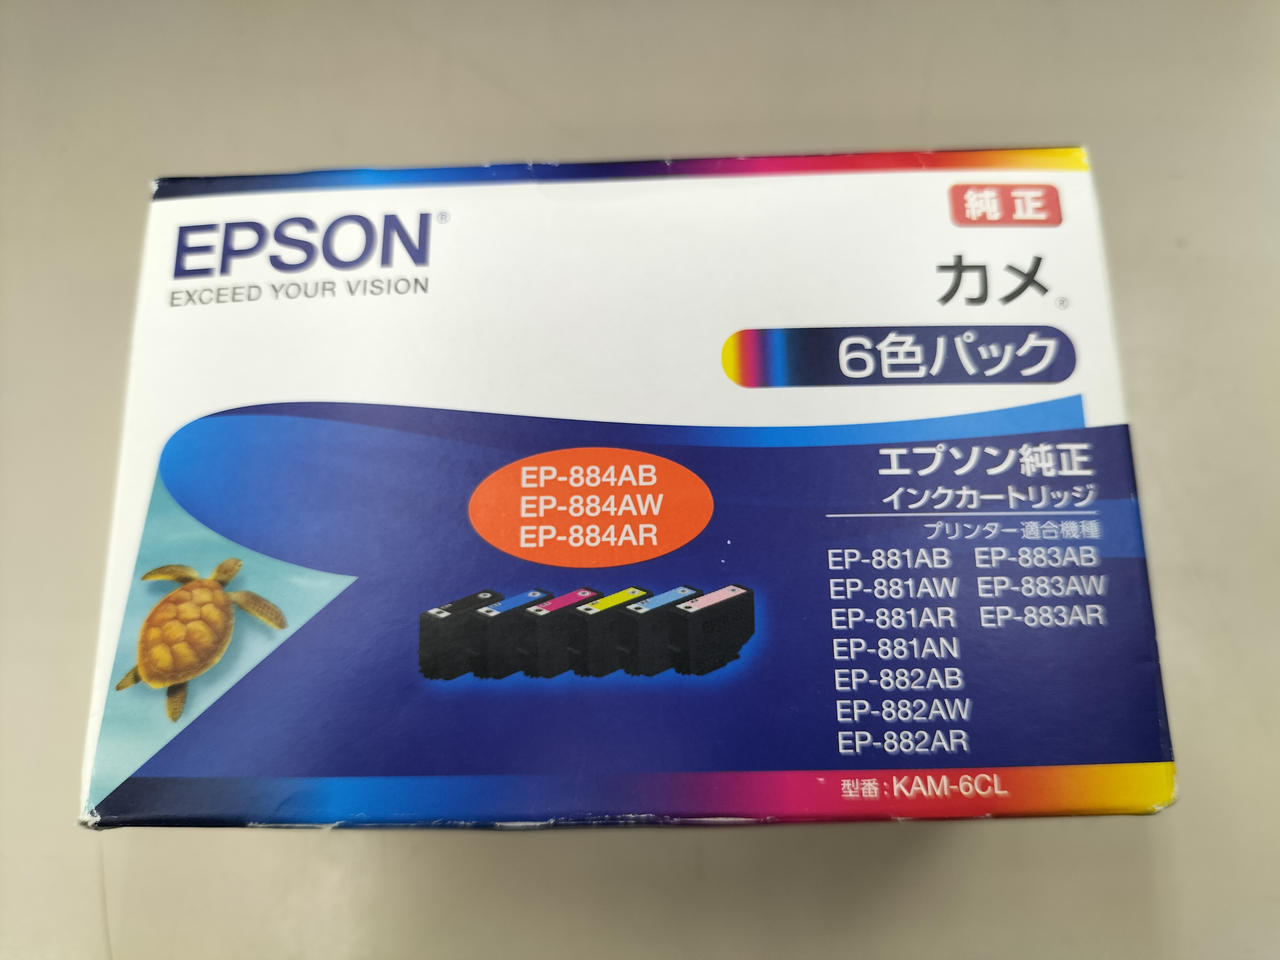 EPSON®
EXCEED YOUR VISION
純正
カメ®
6色パック
EP-884AB
EP-884AW
EP-884AR
エプソン純正
インクカートリッジ
プリンター適合機種
EP-881AB EP-883AB
EP-881AW EP-883AW
EP-881AR EP-883AR
EP-881AN
EP-882AB
EP-882AW
EP-882AR
型番:KAM-6CL